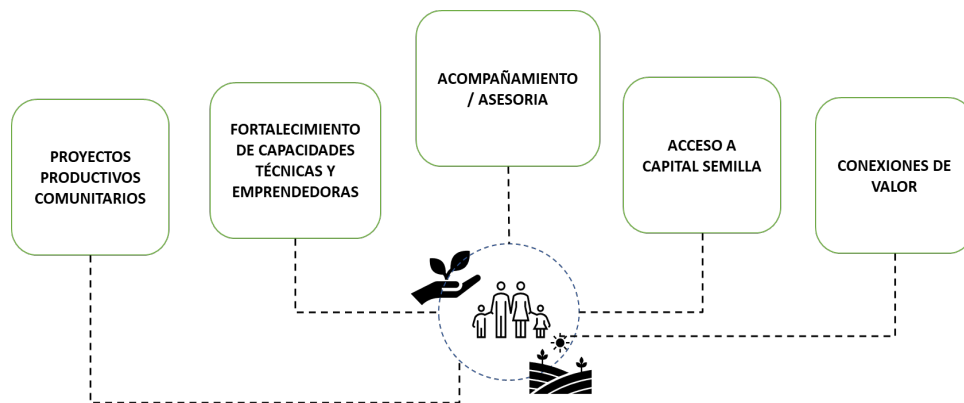 PROYECTOS
PRODUCTIVOS
COMUNITARIOS
FORTALECIMIENTO
DE CAPACIDADES
TÉCNICAS Y
EMPRENDEDORAS
ACOMPAÑAMIENTO
/ ASESORIA
ACCESO A
CAPITAL SEMILLA
CONEXIONES DE
VALOR